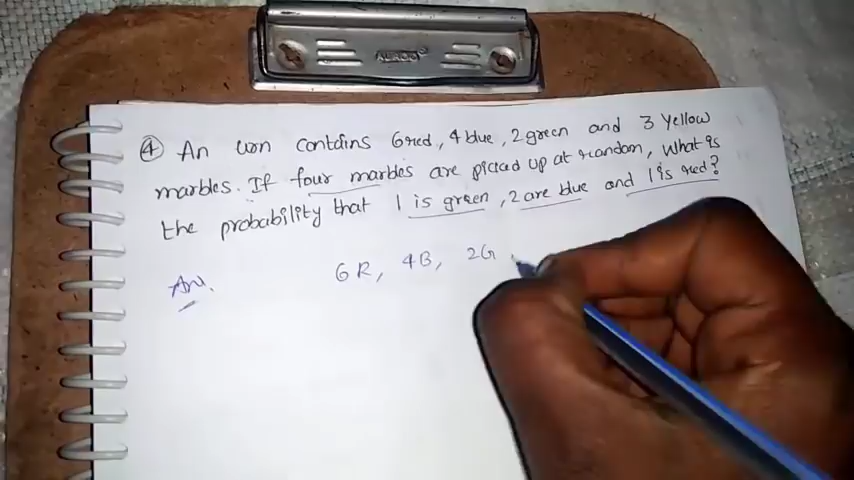 ④ An urn contains 6 red, 4 blue, 2 green and 3 yellow
marbles. If four marbles are picked up at random, what is
the probability that 1 is green, 2 are blue and 1 is red?
Ans. 6R, 4B, 2G